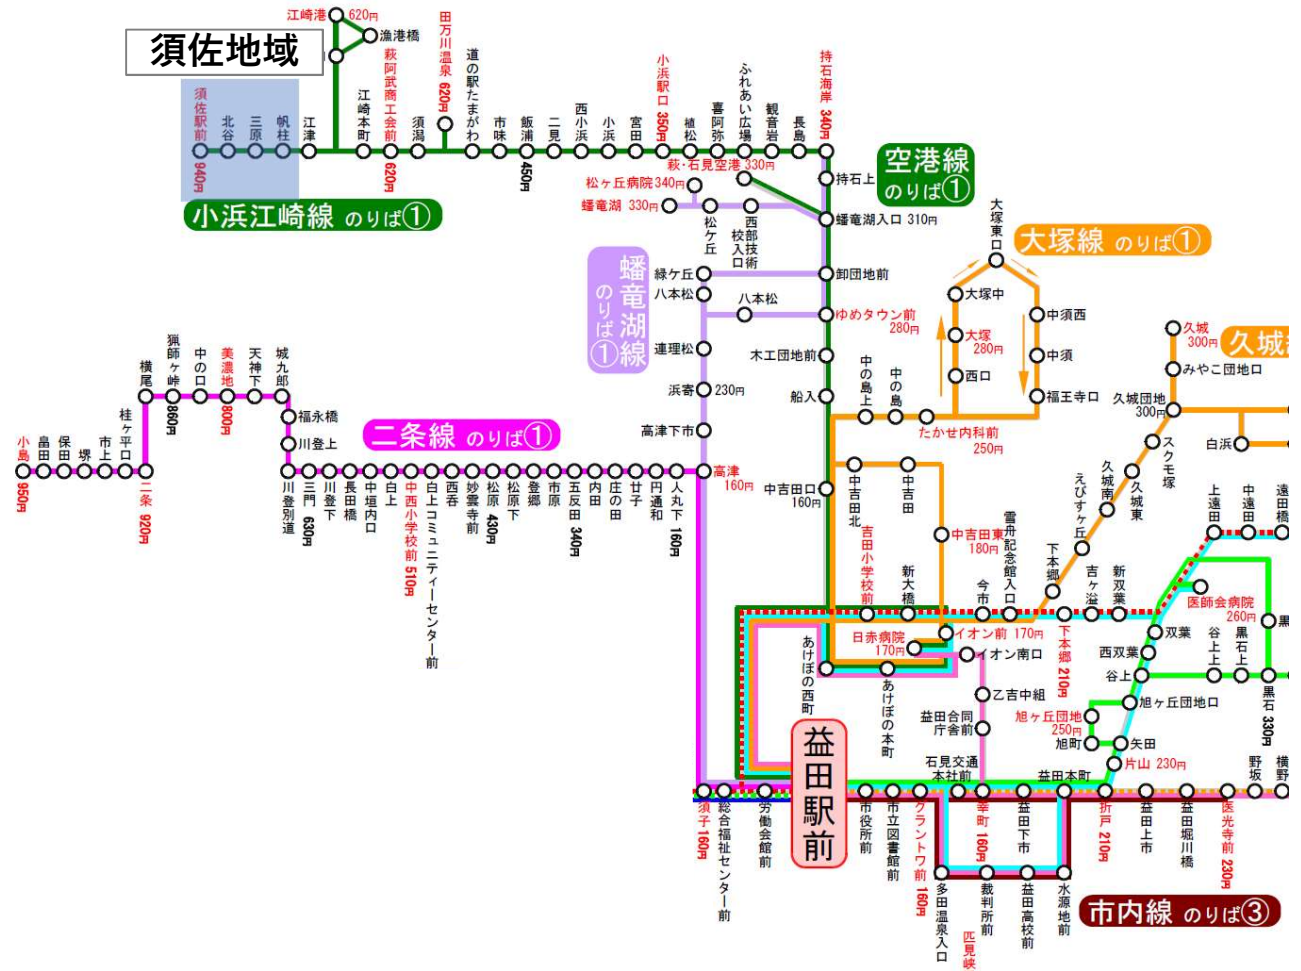 須佐地域
江崎港 620円
漁港橋
須佐駅前 940円
北谷
三原
帆柱
江津
江崎本町
萩阿武商工会前 620円
須潟
田万川温泉 620円
道の駅たまがわ
市味
飯浦 450円
二見
西小浜
小浜
宮田
小浜駅口 350円
植松
喜阿弥
ふれあい広場
観音岩
長島
持石海岸 340円
小浜江崎線 のりば①
空港線
のりば①
萩・石見空港 330円
松ヶ丘病院 340円
蟠竜湖 330円
松ケ丘
西部技術
校入口
持石上
蟠竜湖入口 310円
蟠竜湖線
のりば①
緑ケ丘
八本松
八本松
連理松
浜寄 230円
高津下市
高津
160円
卸団地前
ゆめタウン前
280円
木工団地前
船入
中吉田口
160円
大塚線 のりば①
大塚東口
大塚中
大塚
280円
西口
中須西
中須
福王寺口
中の島上
中の島
たかせ内科前
250円
中吉田北
中吉田
中吉田東
180円
久城
300円
久城
みやこ団地口
久城団地
300円
白浜
スクモ塚
久城東
久城南
えびすヶ丘
下本郷
二条線 のりば①
小島 950円
畠田
保田
堺
市上
桂ヶ平口
二条 920円
横尾
猟師ヶ峠 860円
中の口
美濃地 800円
天神下
城九郎
福永橋
川登上
川登別道
三門 630円
川登下
長田橋
中垣内口
白上
中西小学校前 510円
白上コミュニティーセンター前
西呑
妙雲寺前
松原 430円
松原下
登郷
市原
五反田 340円
内田
庄の田
廿子
円通和
人丸下 160円
吉田小学校前
新大橋
今市
雪舟記念館入口
下本郷 210円
吉ヶ溢
新双葉
上遠田
中遠田
遠田橋
医師会病院
260円
双葉
西双葉
谷上
谷上上
黒石上
黒石 330円
黒
旭ヶ丘団地口
旭ヶ丘団地
250円
旭町
矢田
片山 230円
日赤病院
170円
イオン前 170円
イオン南口
乙吉中組
益田合同
庁舎前
あけぼの西町
あけぼの本町
益田駅前
須子 160円
総合福祉センター前
労働会館前
市役所前
市立図書館前
グラントワ前 160円
石見交通
本社前
幸町 160円
益田下市
益田本町
折戸 210円
益田上市
益田堀川橋
医光寺前 230円
野坂
横野
多田温泉入口
裁判所前
益田高校前
水源地前
匹見峡
市内線 のりば③